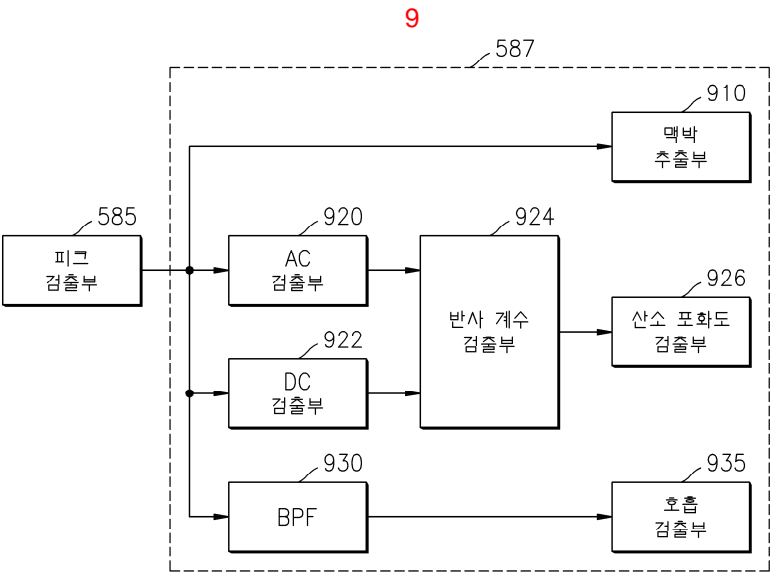 9
587
910
맥박
추출부
585
피크
검출부
920
AC
검출부
924
반사 계수
검출부
926
산소 포화도
검출부
922
DC
검출부
930
BPF
935
호흡
검출부